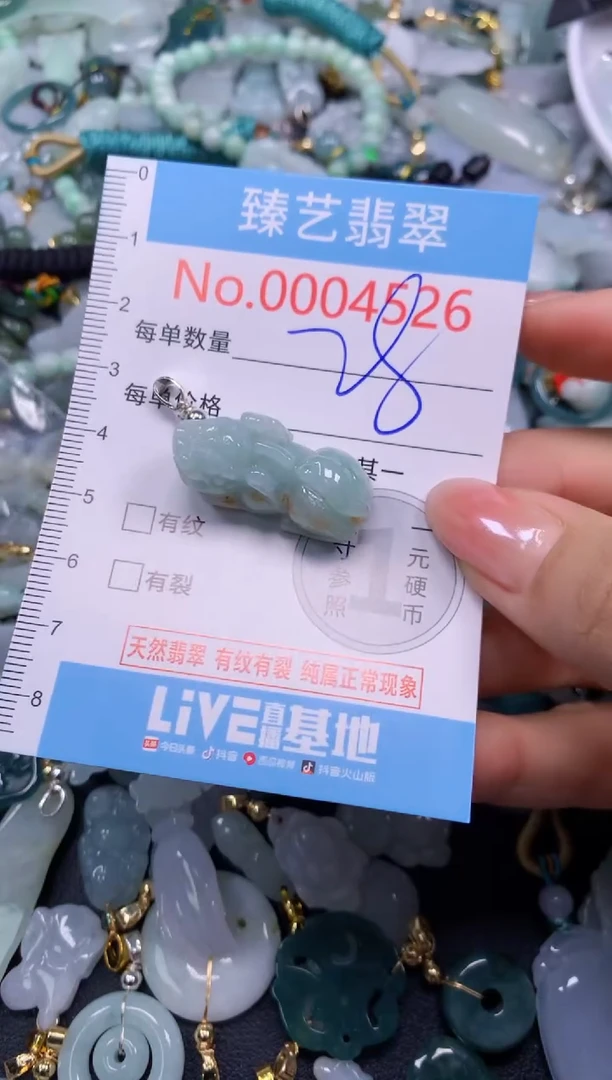 臻艺翡翠
No.0004526
每单数量
28
每单价格
其一
有纹
有裂
寸参照
1
一元硬币
天然翡翠 有纹有裂 纯属正常现象
LiVE直播基地
头条 今日头条 抖音 西瓜视频 抖音火山版
0
1
2
3
4
5
6
7
8